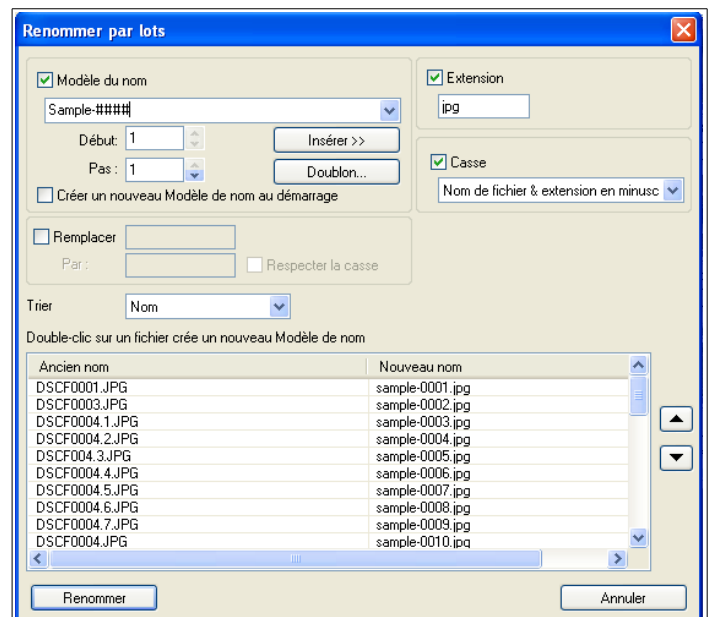 Renommer par lots
Modèle du nom
Sample-####
Début: 1
Insérer >>
Pas : 1
Doublon...
Créer un nouveau Modèle de nom au démarrage
Extension
jpg
Casse
Nom de fichier & extension en minusc
Remplacer
Par :
Respecter la casse
Trier
Nom
Double-clic sur un fichier crée un nouveau Modèle de nom
Ancien nom Nouveau nom
DSCF0001.JPG sample-0001.jpg
DSCF0003.JPG sample-0002.jpg
DSCF0004.1.JPG sample-0003.jpg
DSCF0004.2.JPG sample-0004.jpg
DSCF004.3.JPG sample-0005.jpg
DSCF0004.4.JPG sample-0006.jpg
DSCF0004.5.JPG sample-0007.jpg
DSCF0004.6.JPG sample-0008.jpg
DSCF0004.7.JPG sample-0009.jpg
DSCF0004.JPG sample-0010.jpg
Renommer
Annuler